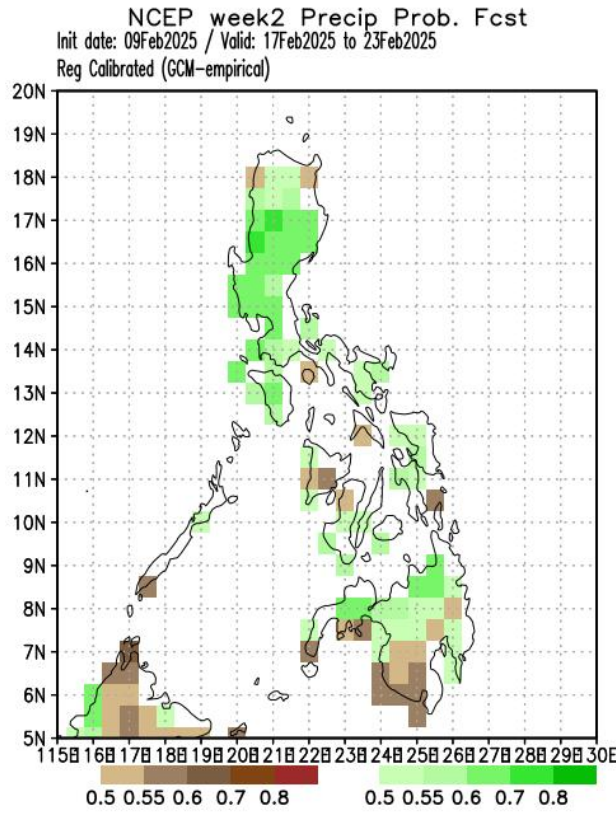 NCEP week2 Precip Prob. Fcst
Init date: 09Feb2025 / Valid: 17Feb2025 to 23Feb2025
Reg Calibrated (GCM-empirical)
20N
19N
18N
17N
16N
15N
14N
13N
12N
11N
10N
9N
8N
7N
6N
5N
115E 116E 117E 118E 119E 120E 121E 122E 123E 124E 125E 126E 127E 128E 129E 130E
0.5 0.55 0.6 0.7 0.8 0.5 0.55 0.6 0.7 0.8